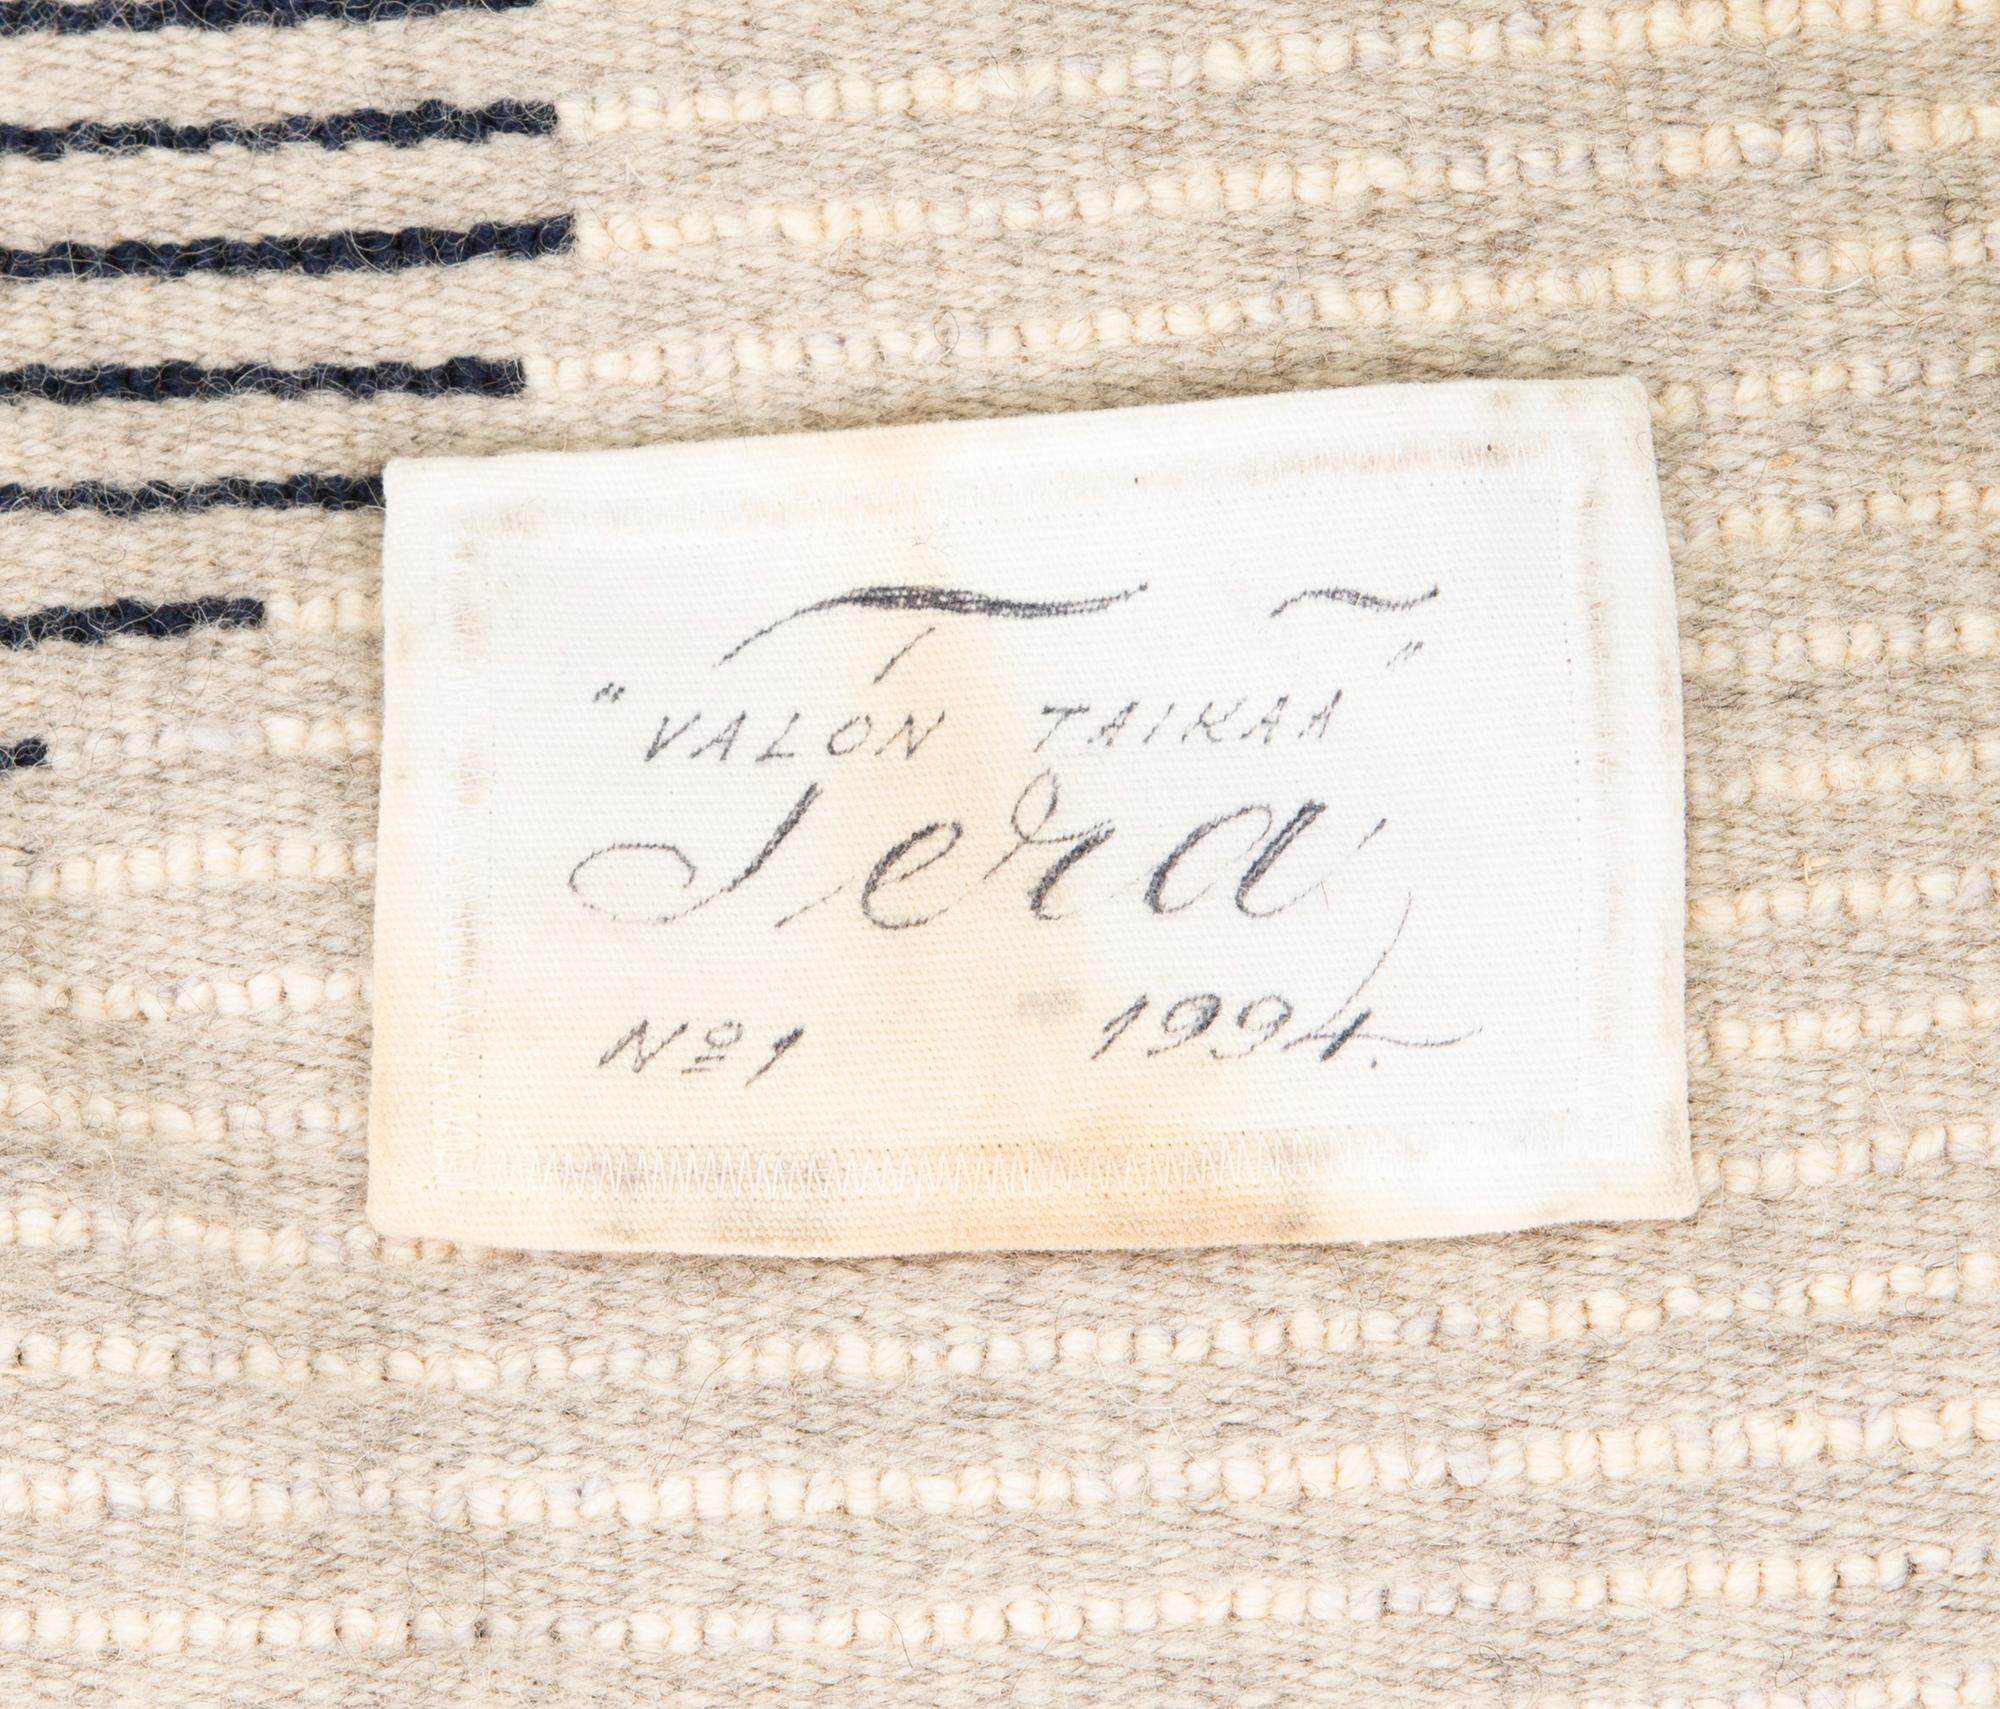 "VALON TAIKAA"
Tera
Nº1 1994.